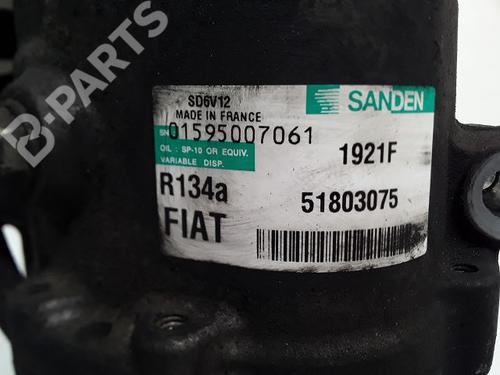 B-PARTS
SD6V12
MADE IN FRANCE
SANDEN
SN 01595007061
OIL : SP-10 OR EQUIV.
VARIABLE DISP.
1921F
R134a
51803075
FIAT